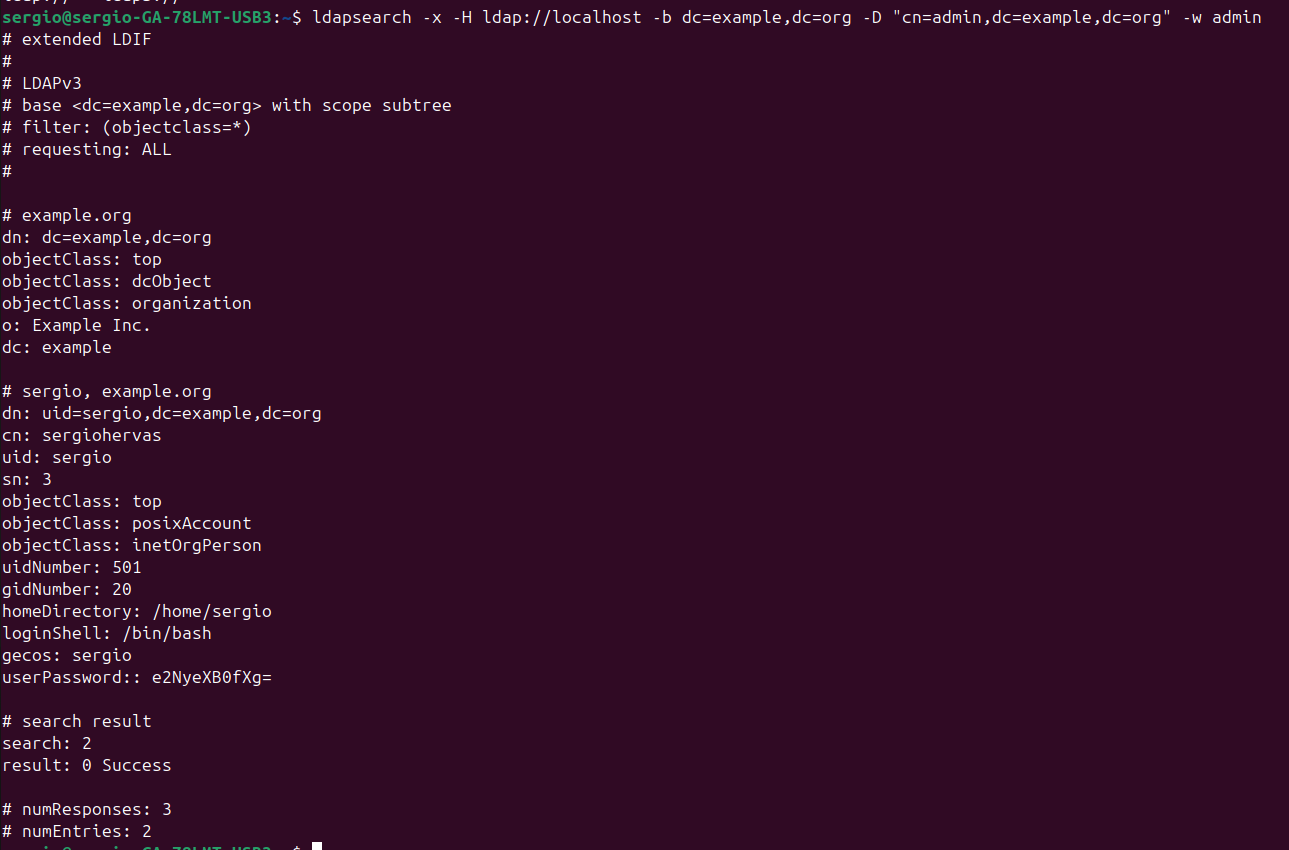 sergio@sergio-GA-78LMT-USB3:~$ ldapsearch -x -H ldap://localhost -b dc=example,dc=org -D "cn=admin,dc=example,dc=org" -w admin
# extended LDIF
#
# LDAPv3
# base <dc=example,dc=org> with scope subtree
# filter: (objectclass=*)
# requesting: ALL
#
# example.org
dn: dc=example,dc=org
objectClass: top
objectClass: dcObject
objectClass: organization
o: Example Inc.
dc: example
# sergio, example.org
dn: uid=sergio,dc=example,dc=org
cn: sergiohervas
uid: sergio
sn: 3
objectClass: top
objectClass: posixAccount
objectClass: inetOrgPerson
uidNumber: 501
gidNumber: 20
homeDirectory: /home/sergio
loginShell: /bin/bash
gecos: sergio
userPassword:: e2NyeXB0fXg=
# search result
search: 2
result: 0 Success
# numResponses: 3
# numEntries: 2